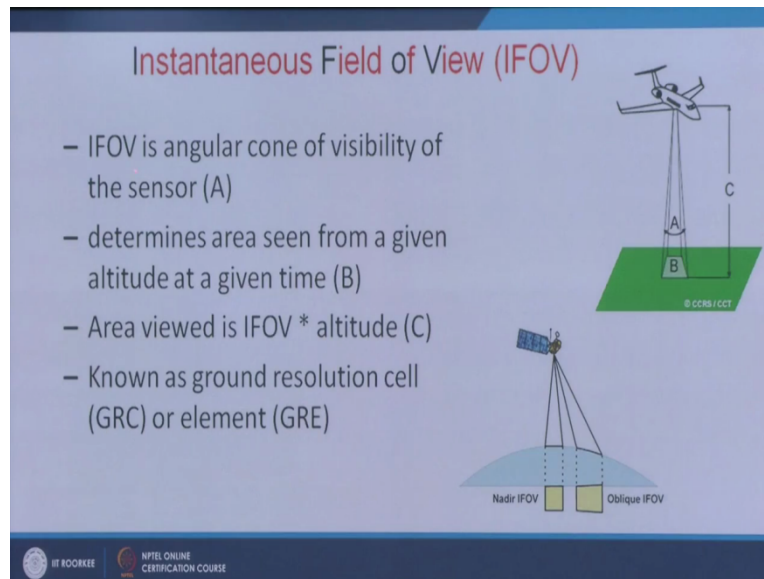 Instantaneous Field of View (IFOV)
– IFOV is angular cone of visibility of
the sensor (A)
– determines area seen from a given
altitude at a given time (B)
– Area viewed is IFOV * altitude (C)
– Known as ground resolution cell
(GRC) or element (GRE)
C
A
B
© CCRS / CCT
Nadir IFOV
Oblique IFOV
IIT ROORKEE
NPTEL ONLINE
CERTIFICATION COURSE